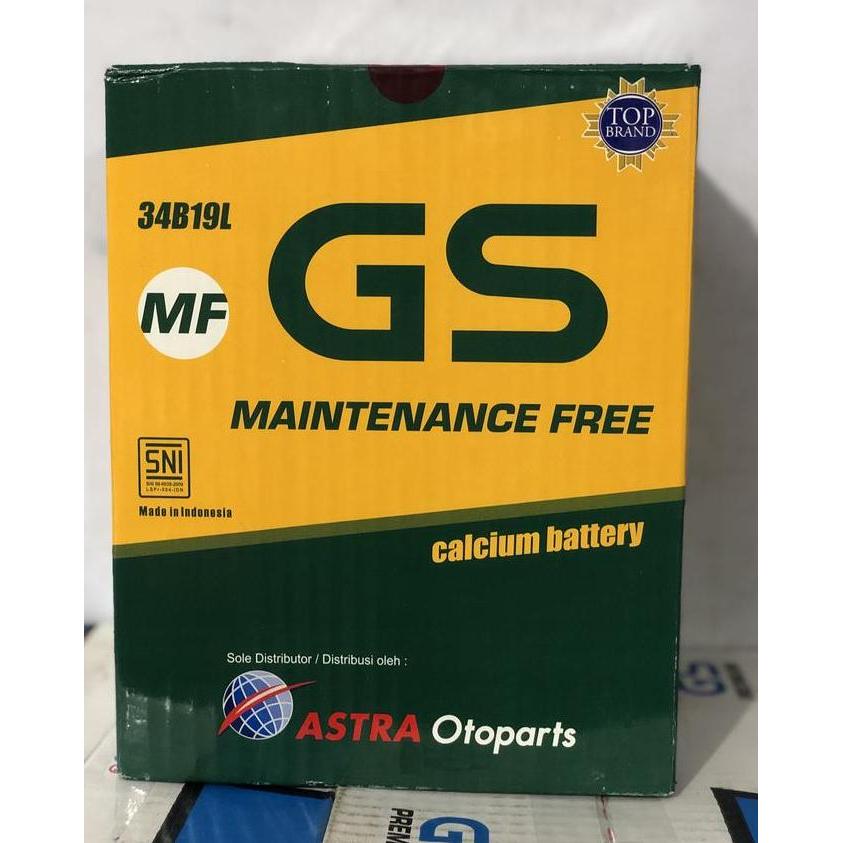 TOP
BRAND
34B19L
GS
MF
MAINTENANCE FREE
SNI
Made in Indonesia
calcium battery
Sole Distributor / Distribusi oleh :
ASTRA Otoparts
GS